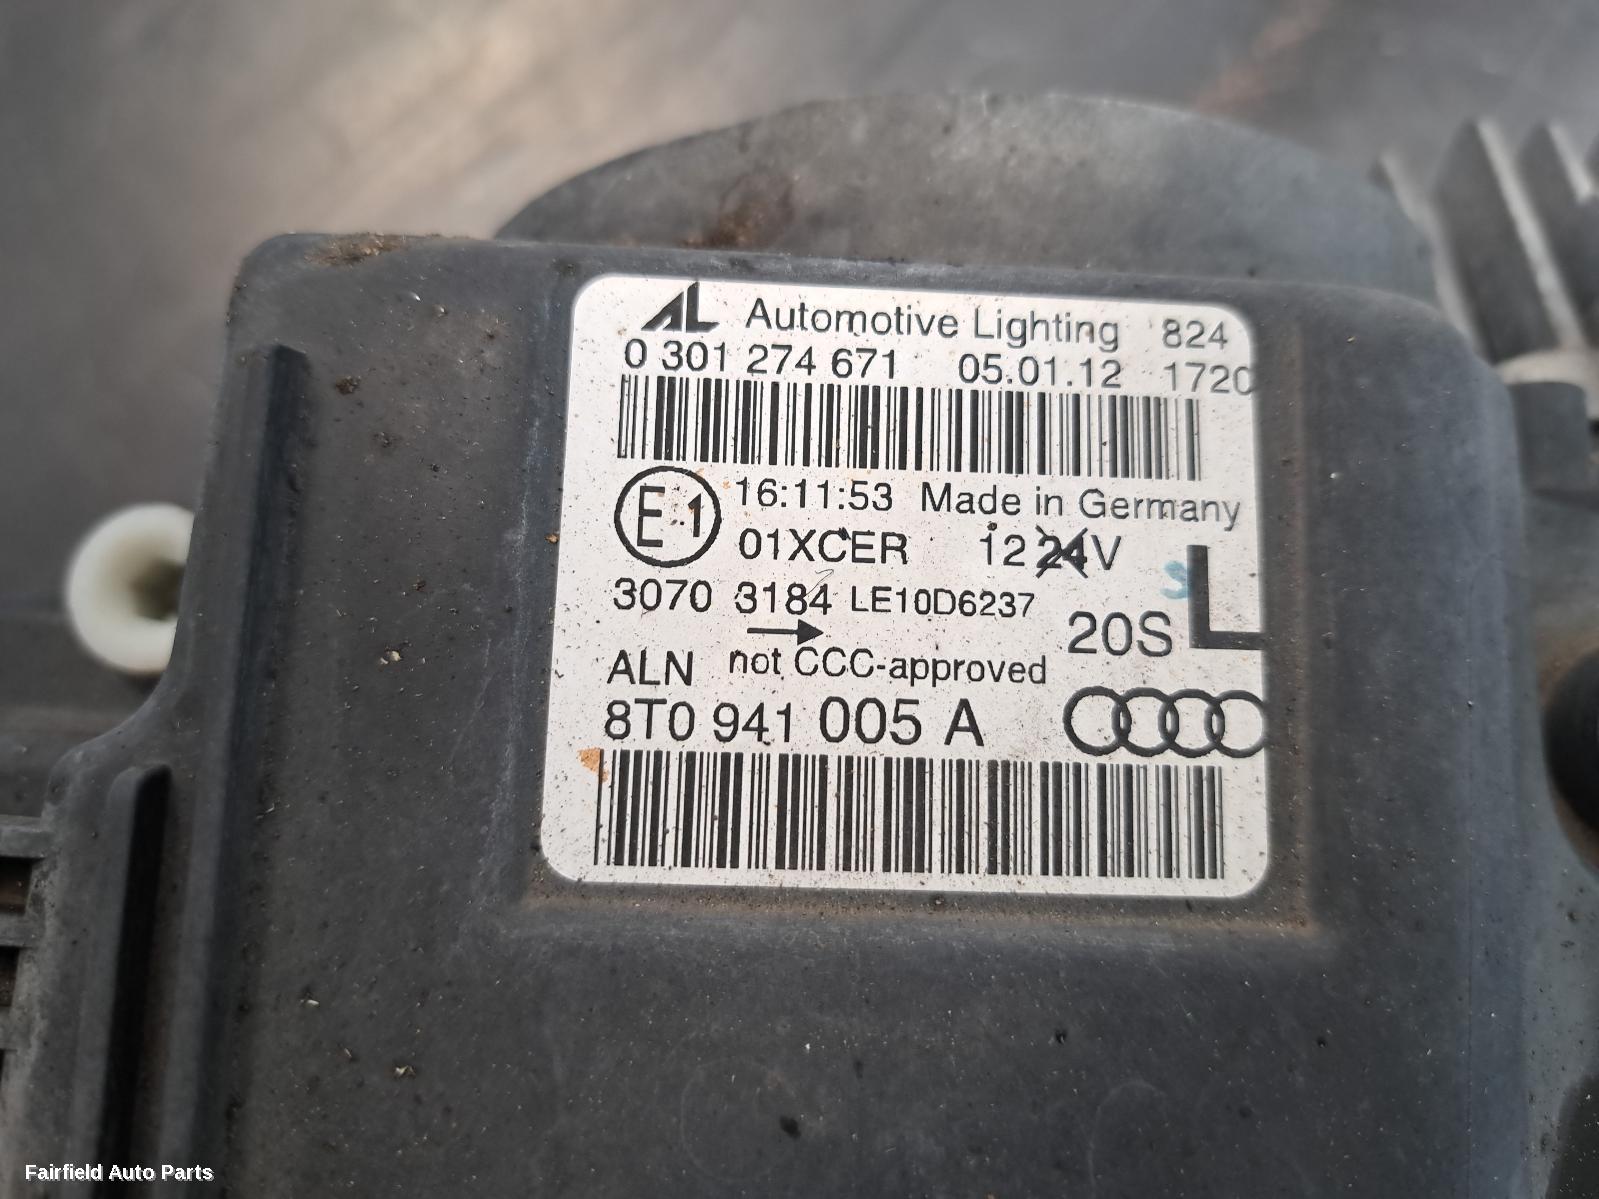 AL Automotive Lighting 824
0 301 274 671 05.01.12 1720
E1 16:11:53 Made in Germany
01XCER 12 24V
3070 3184 LE10D6237
→
20S L
ALN not CCC-approved
8T0 941 005 A
Fairfield Auto Parts